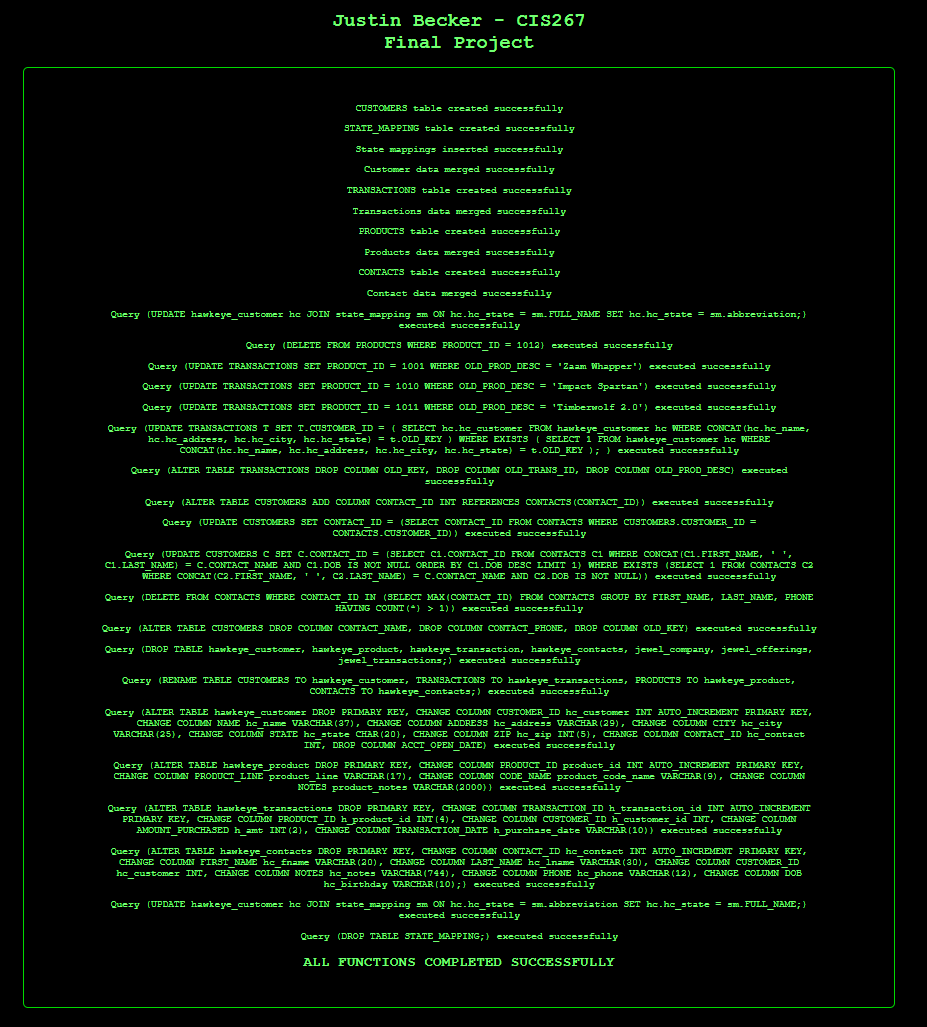 Justin Becker - CIS267
Final Project
CUSTOMERS table created successfully
STATE_MAPPING table created successfully
State mappings inserted successfully
Customer data merged successfully
TRANSACTIONS table created successfully
Transactions data merged successfully
PRODUCTS table created successfully
Products data merged successfully
CONTACTS table created successfully
Contact data merged successfully
Query (UPDATE hawkeye_customer hc JOIN state_mapping sm ON hc.hc_state = sm.FULL_NAME SET hc.hc_state = sm.abbreviation;)
executed successfully
Query (DELETE FROM PRODUCTS WHERE PRODUCT_ID = 1012) executed successfully
Query (UPDATE TRANSACTIONS SET PRODUCT_ID = 1001 WHERE OLD_PROD_DESC = 'Zaam Whapper') executed successfully
Query (UPDATE TRANSACTIONS SET PRODUCT_ID = 1010 WHERE OLD_PROD_DESC = 'Impact Spartan') executed successfully
Query (UPDATE TRANSACTIONS SET PRODUCT_ID = 1011 WHERE OLD_PROD_DESC = 'Timberwolf 2.0') executed successfully
Query (UPDATE TRANSACTIONS T SET T.CUSTOMER_ID = ( SELECT hc.hc_customer FROM hawkeye_customer hc WHERE CONCAT(hc.hc_name,
hc.hc_address, hc.hc_city, hc.hc_state) = t.OLD_KEY ) WHERE EXISTS ( SELECT 1 FROM hawkeye_customer hc WHERE
CONCAT(hc.hc_name, hc.hc_address, hc.hc_city, hc.hc_state) = t.OLD_KEY ); ) executed successfully
Query (ALTER TABLE TRANSACTIONS DROP COLUMN OLD_KEY, DROP COLUMN OLD_TRANS_ID, DROP COLUMN OLD_PROD_DESC) executed
successfully
Query (ALTER TABLE CUSTOMERS ADD COLUMN CONTACT_ID INT REFERENCES CONTACTS(CONTACT_ID)) executed successfully
Query (UPDATE CUSTOMERS SET CONTACT_ID = (SELECT CONTACT_ID FROM CONTACTS WHERE CUSTOMERS.CUSTOMER_ID =
CONTACTS.CUSTOMER_ID)) executed successfully
Query (UPDATE CUSTOMERS C SET C.CONTACT_ID = (SELECT C1.CONTACT_ID FROM CONTACTS C1 WHERE CONCAT(C1.FIRST_NAME, ' ',
C1.LAST_NAME) = C.CONTACT_NAME AND C1.DOB IS NOT NULL ORDER BY C1.DOB DESC LIMIT 1) WHERE EXISTS (SELECT 1 FROM CONTACTS C2
WHERE CONCAT(C2.FIRST_NAME, ' ', C2.LAST_NAME) = C.CONTACT_NAME AND C2.DOB IS NOT NULL)) executed successfully
Query (DELETE FROM CONTACTS WHERE CONTACT_ID IN (SELECT MAX(CONTACT_ID) FROM CONTACTS GROUP BY FIRST_NAME, LAST_NAME, PHONE
HAVING COUNT(*) > 1)) executed successfully
Query (ALTER TABLE CUSTOMERS DROP COLUMN CONTACT_NAME, DROP COLUMN CONTACT_PHONE, DROP COLUMN OLD_KEY) executed successfully
Query (DROP TABLE hawkeye_customer, hawkeye_product, hawkeye_transaction, hawkeye_contacts, jewel_company, jewel_offerings,
jewel_transactions;) executed successfully
Query (RENAME TABLE CUSTOMERS TO hawkeye_customer, TRANSACTIONS TO hawkeye_transactions, PRODUCTS TO hawkeye_product,
CONTACTS TO hawkeye_contacts;) executed successfully
Query (ALTER TABLE hawkeye_customer DROP PRIMARY KEY, CHANGE COLUMN CUSTOMER_ID hc_customer INT AUTO_INCREMENT PRIMARY KEY,
CHANGE COLUMN NAME hc_name VARCHAR(37), CHANGE COLUMN ADDRESS hc_address VARCHAR(29), CHANGE COLUMN CITY hc_city
VARCHAR(25), CHANGE COLUMN STATE hc_state CHAR(20), CHANGE COLUMN ZIP hc_zip INT(5), CHANGE COLUMN CONTACT_ID hc_contact
INT, DROP COLUMN ACCT_OPEN_DATE) executed successfully
Query (ALTER TABLE hawkeye_product DROP PRIMARY KEY, CHANGE COLUMN PRODUCT_ID product_id INT AUTO_INCREMENT PRIMARY KEY,
CHANGE COLUMN PRODUCT_LINE product_line VARCHAR(17), CHANGE COLUMN CODE_NAME product_code_name VARCHAR(9), CHANGE COLUMN
NOTES product_notes VARCHAR(2000)) executed successfully
Query (ALTER TABLE hawkeye_transactions DROP PRIMARY KEY, CHANGE COLUMN TRANSACTION_ID h_transaction_id INT AUTO_INCREMENT
PRIMARY KEY, CHANGE COLUMN PRODUCT_ID h_product_id INT(4), CHANGE COLUMN CUSTOMER_ID h_customer_id INT, CHANGE COLUMN
AMOUNT_PURCHASED h_amt INT(2), CHANGE COLUMN TRANSACTION_DATE h_purchase_date VARCHAR(10)) executed successfully
Query (ALTER TABLE hawkeye_contacts DROP PRIMARY KEY, CHANGE COLUMN CONTACT_ID hc_contact INT AUTO_INCREMENT PRIMARY KEY,
CHANGE COLUMN FIRST_NAME hc_fname VARCHAR(20), CHANGE COLUMN LAST_NAME hc_lname VARCHAR(30), CHANGE COLUMN CUSTOMER_ID
hc_customer INT, CHANGE COLUMN NOTES hc_notes VARCHAR(744), CHANGE COLUMN PHONE hc_phone VARCHAR(12), CHANGE COLUMN DOB
hc_birthday VARCHAR(10);) executed successfully
Query (UPDATE hawkeye_customer hc JOIN state_mapping sm ON hc.hc_state = sm.abbreviation SET hc.hc_state = sm.FULL_NAME;)
executed successfully
Query (DROP TABLE STATE_MAPPING;) executed successfully
ALL FUNCTIONS COMPLETED SUCCESSFULLY